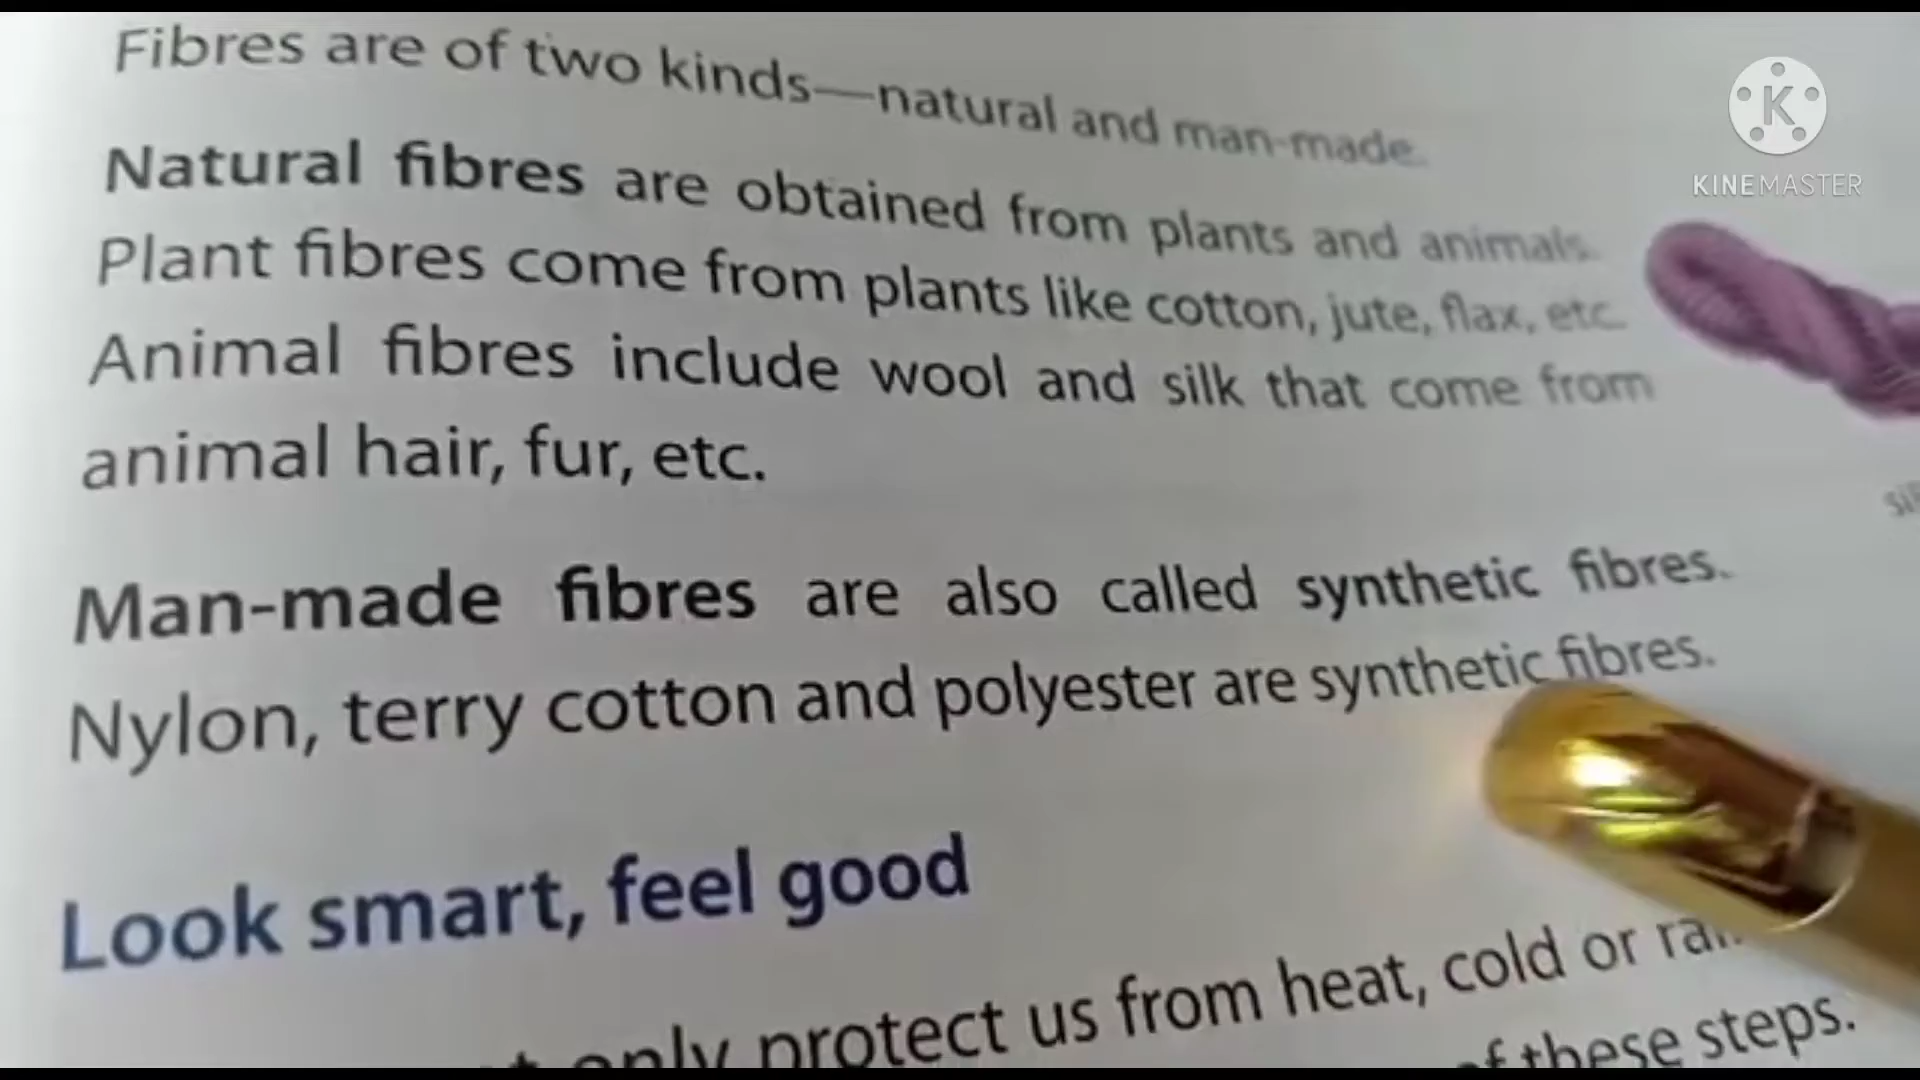 Fibres are of two kinds—natural and man-made.
KINEMASTER
Natural fibres are obtained from plants and animals.
Plant fibres come from plants like cotton, jute, flax, etc.
Animal fibres include wool and silk that come from
animal hair, fur, etc.
Man-made fibres are also called synthetic fibres.
Nylon, terry cotton and polyester are synthetic fibres.
Look smart, feel good
only protect us from heat, cold or
of these steps.